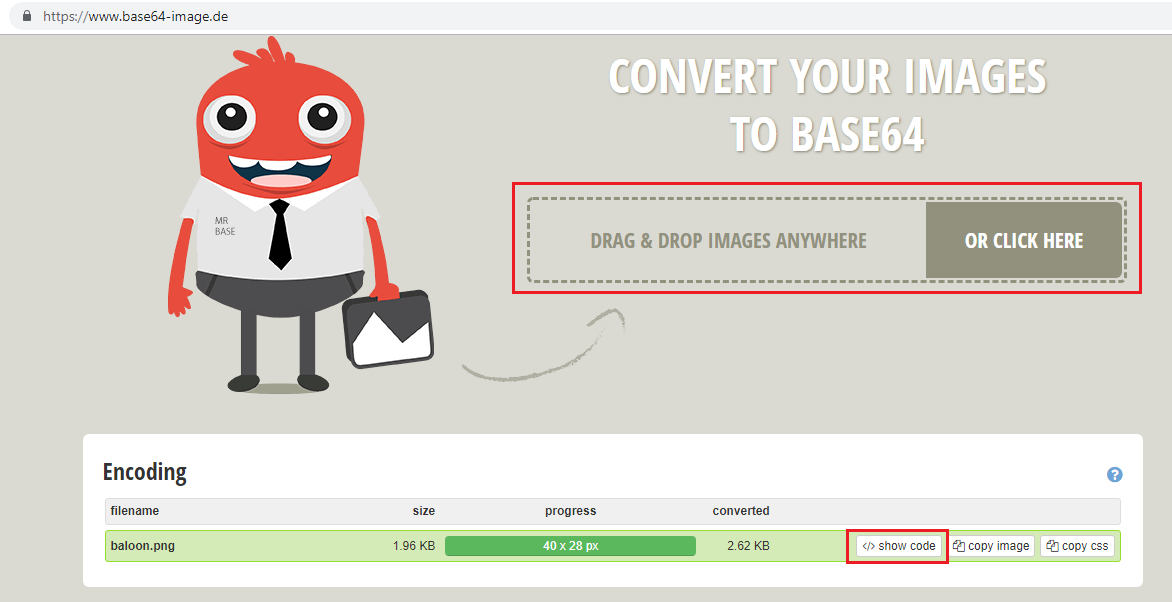 https://www.base64-image.de
CONVERT YOUR IMAGES
TO BASE64
MR
BASE
DRAG & DROP IMAGES ANYWHERE
OR CLICK HERE
Encoding
?
filename size progress converted
baloon.png 1.96 KB 40 x 28 px 2.62 KB </> show code copy image copy css